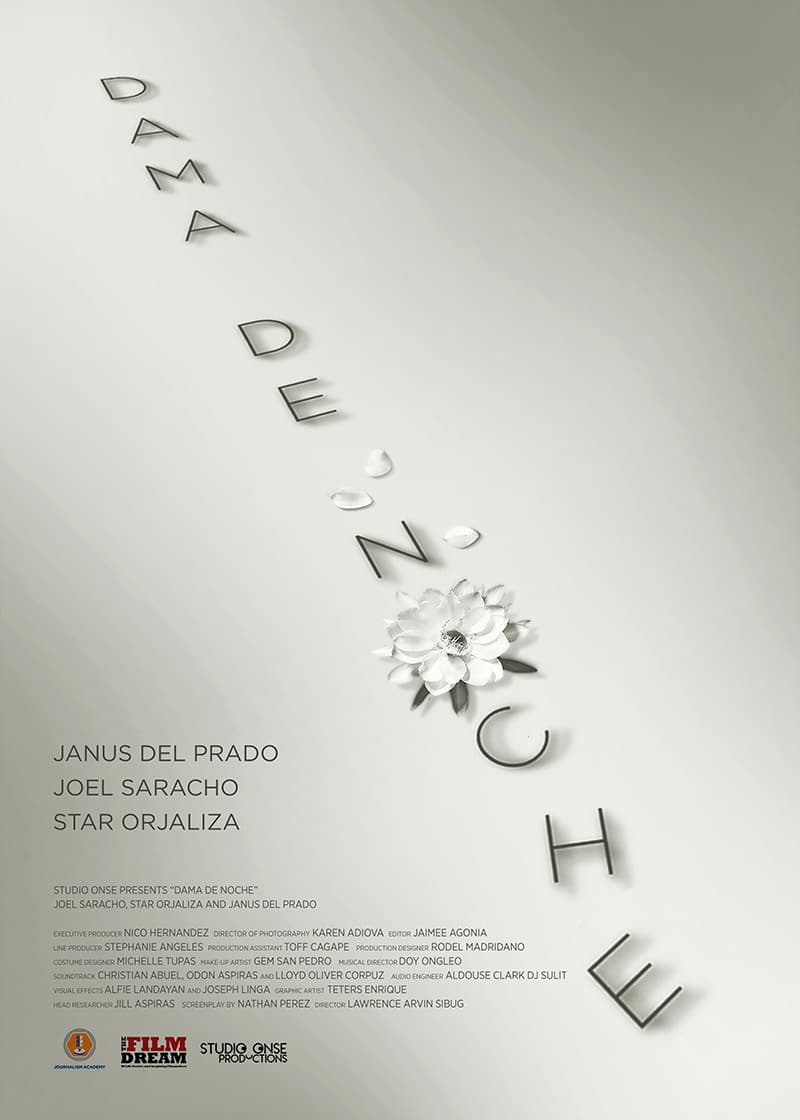 DAMA DE NCHE
JANUS DEL PRADO
JOEL SARACHO
STAR ORJALIZA
STUDIO ONSE PRESENTS “DAMA DE NOCHE”
JOEL SARACHO, STAR ORJALIZA AND JANUS DEL PRADO
EXECUTIVE PRODUCER NICO HERNANDEZ DIRECTOR OF PHOTOGRAPHY KAREN ADIOVA EDITOR JAIMEE AGONIA
LINE PRODUCER STEPHANIE ANGELES PRODUCTION ASSISTANT TOFF CAGAPE PRODUCTION DESIGNER RODEL MADRIDANO
COSTUME DESIGNER MICHELLE TUPAS MAKE-UP ARTIST GEM SAN PEDRO MUSICAL DIRECTOR DOY ONGLEO
SOUNDTRACK CHRISTIAN ABUEL, ODON ASPIRAS AND LLOYD OLIVER CORPUZ AUDIO ENGINEER ALDOUSE CLARK DJ SULIT
VISUAL EFFECTS ALFIE LANDAYAN AND JOSEPH LINGA GRAPHIC ARTIST TETERS ENRIQUE
HEAD RESEARCHER JILL ASPIRAS SCREENPLAY BY NATHAN PEREZ DIRECTOR LAWRENCE ARVIN SIBUG
JOURNALISM ACADEMY
THE FILM
DREAM
STUDIO ONSE
PRODUCTIONS